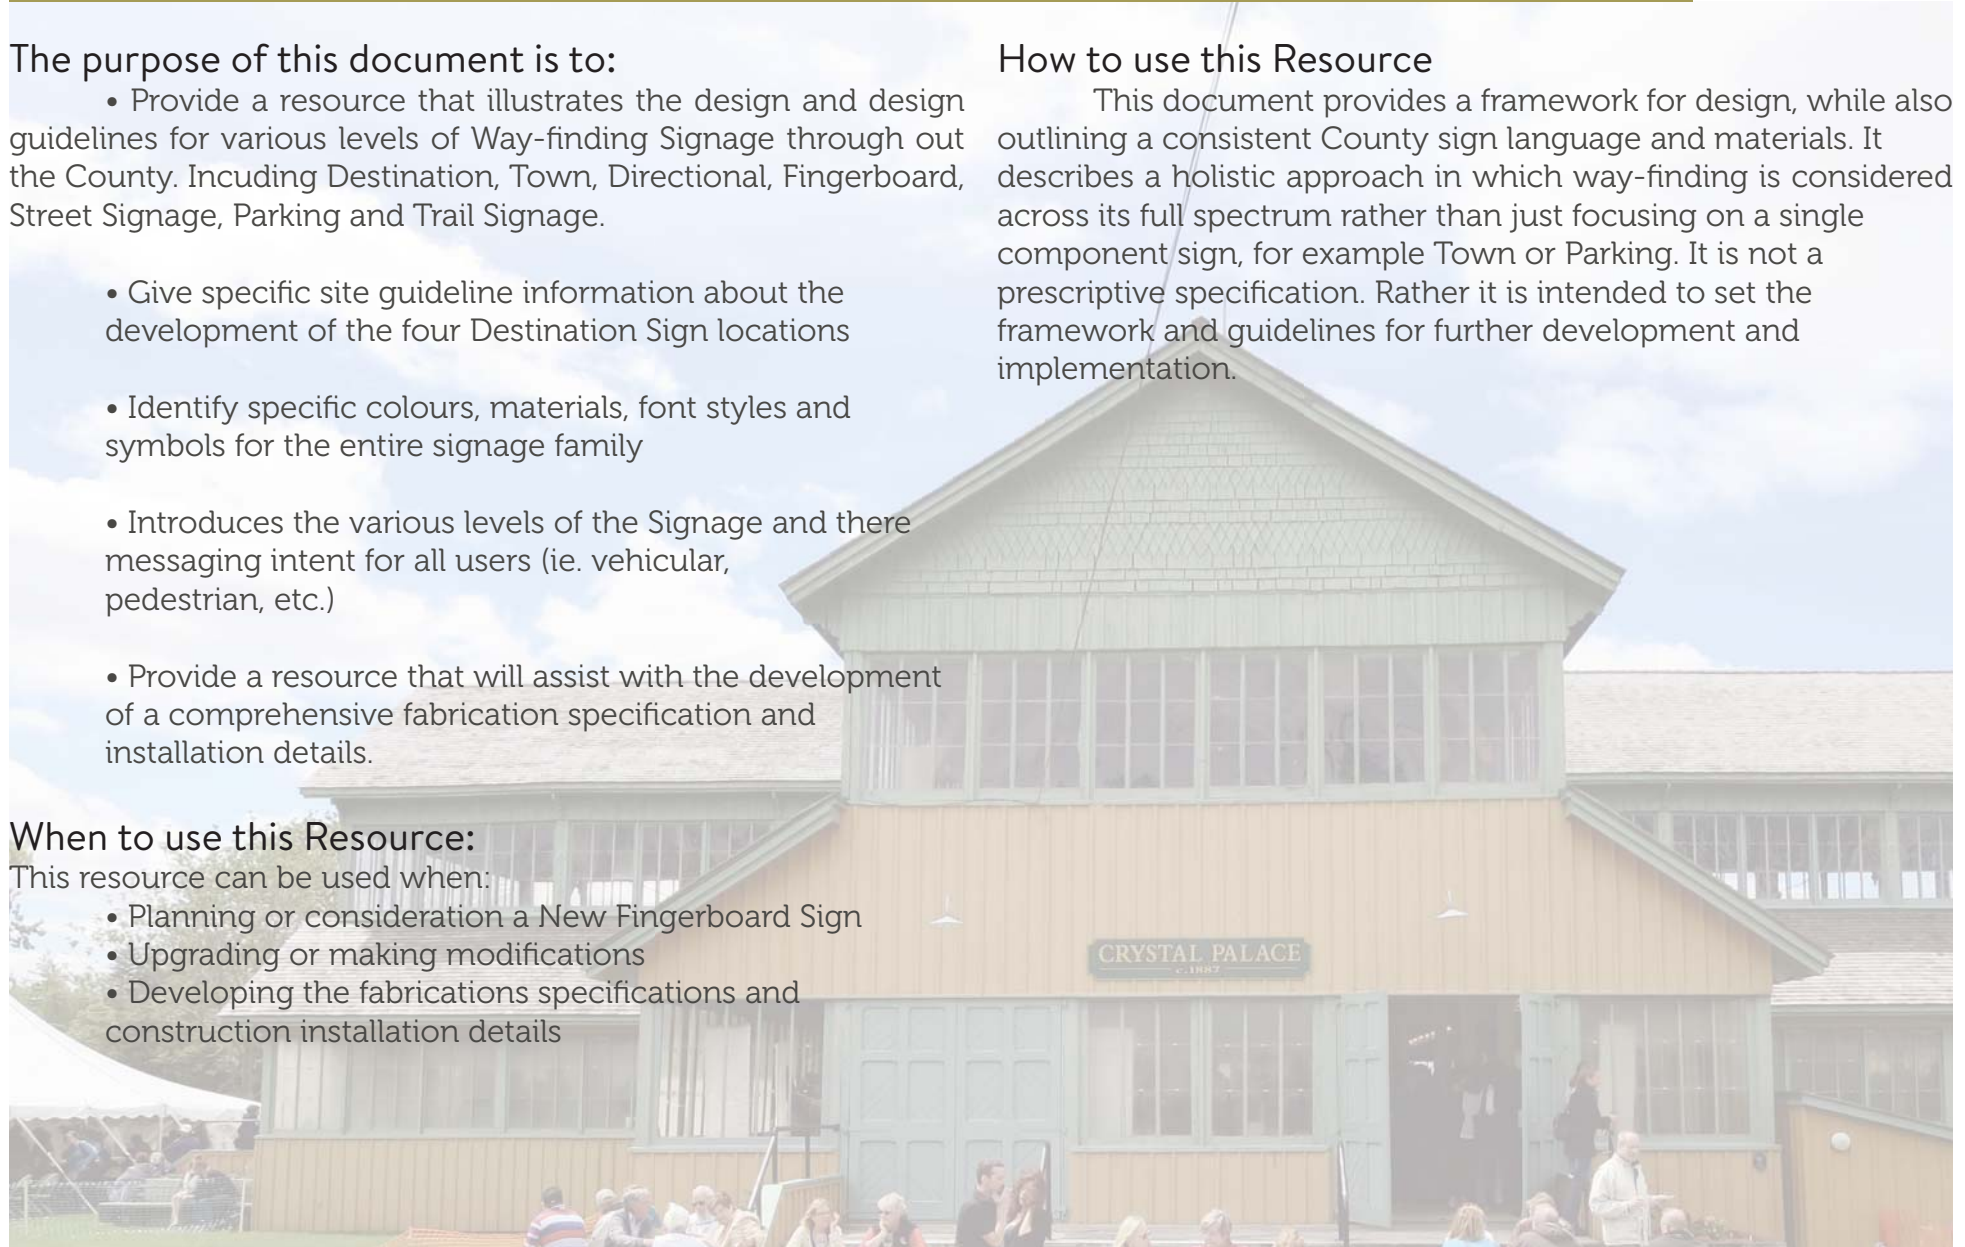 The purpose of this document is to:
• Provide a resource that illustrates the design and design
guidelines for various levels of Way-finding Signage through out
the County. Incuding Destination, Town, Directional, Fingerboard,
Street Signage, Parking and Trail Signage.
• Give specific site guideline information about the
development of the four Destination Sign locations
• Identify specific colours, materials, font styles and
symbols for the entire signage family
• Introduces the various levels of the Signage and there
messaging intent for all users (ie. vehicular,
pedestrian, etc.)
• Provide a resource that will assist with the development
of a comprehensive fabrication specification and
installation details.
When to use this Resource:
This resource can be used when:
• Planning or consideration a New Fingerboard Sign
• Upgrading or making modifications
• Developing the fabrications specifications and
construction installation details
How to use this Resource
This document provides a framework for design, while also
outlining a consistent County sign language and materials. It
describes a holistic approach in which way-finding is considered
across its full spectrum rather than just focusing on a single
component sign, for example Town or Parking. It is not a
prescriptive specification. Rather it is intended to set the
framework and guidelines for further development and
implementation.
CRYSTAL PALACE
c.1887